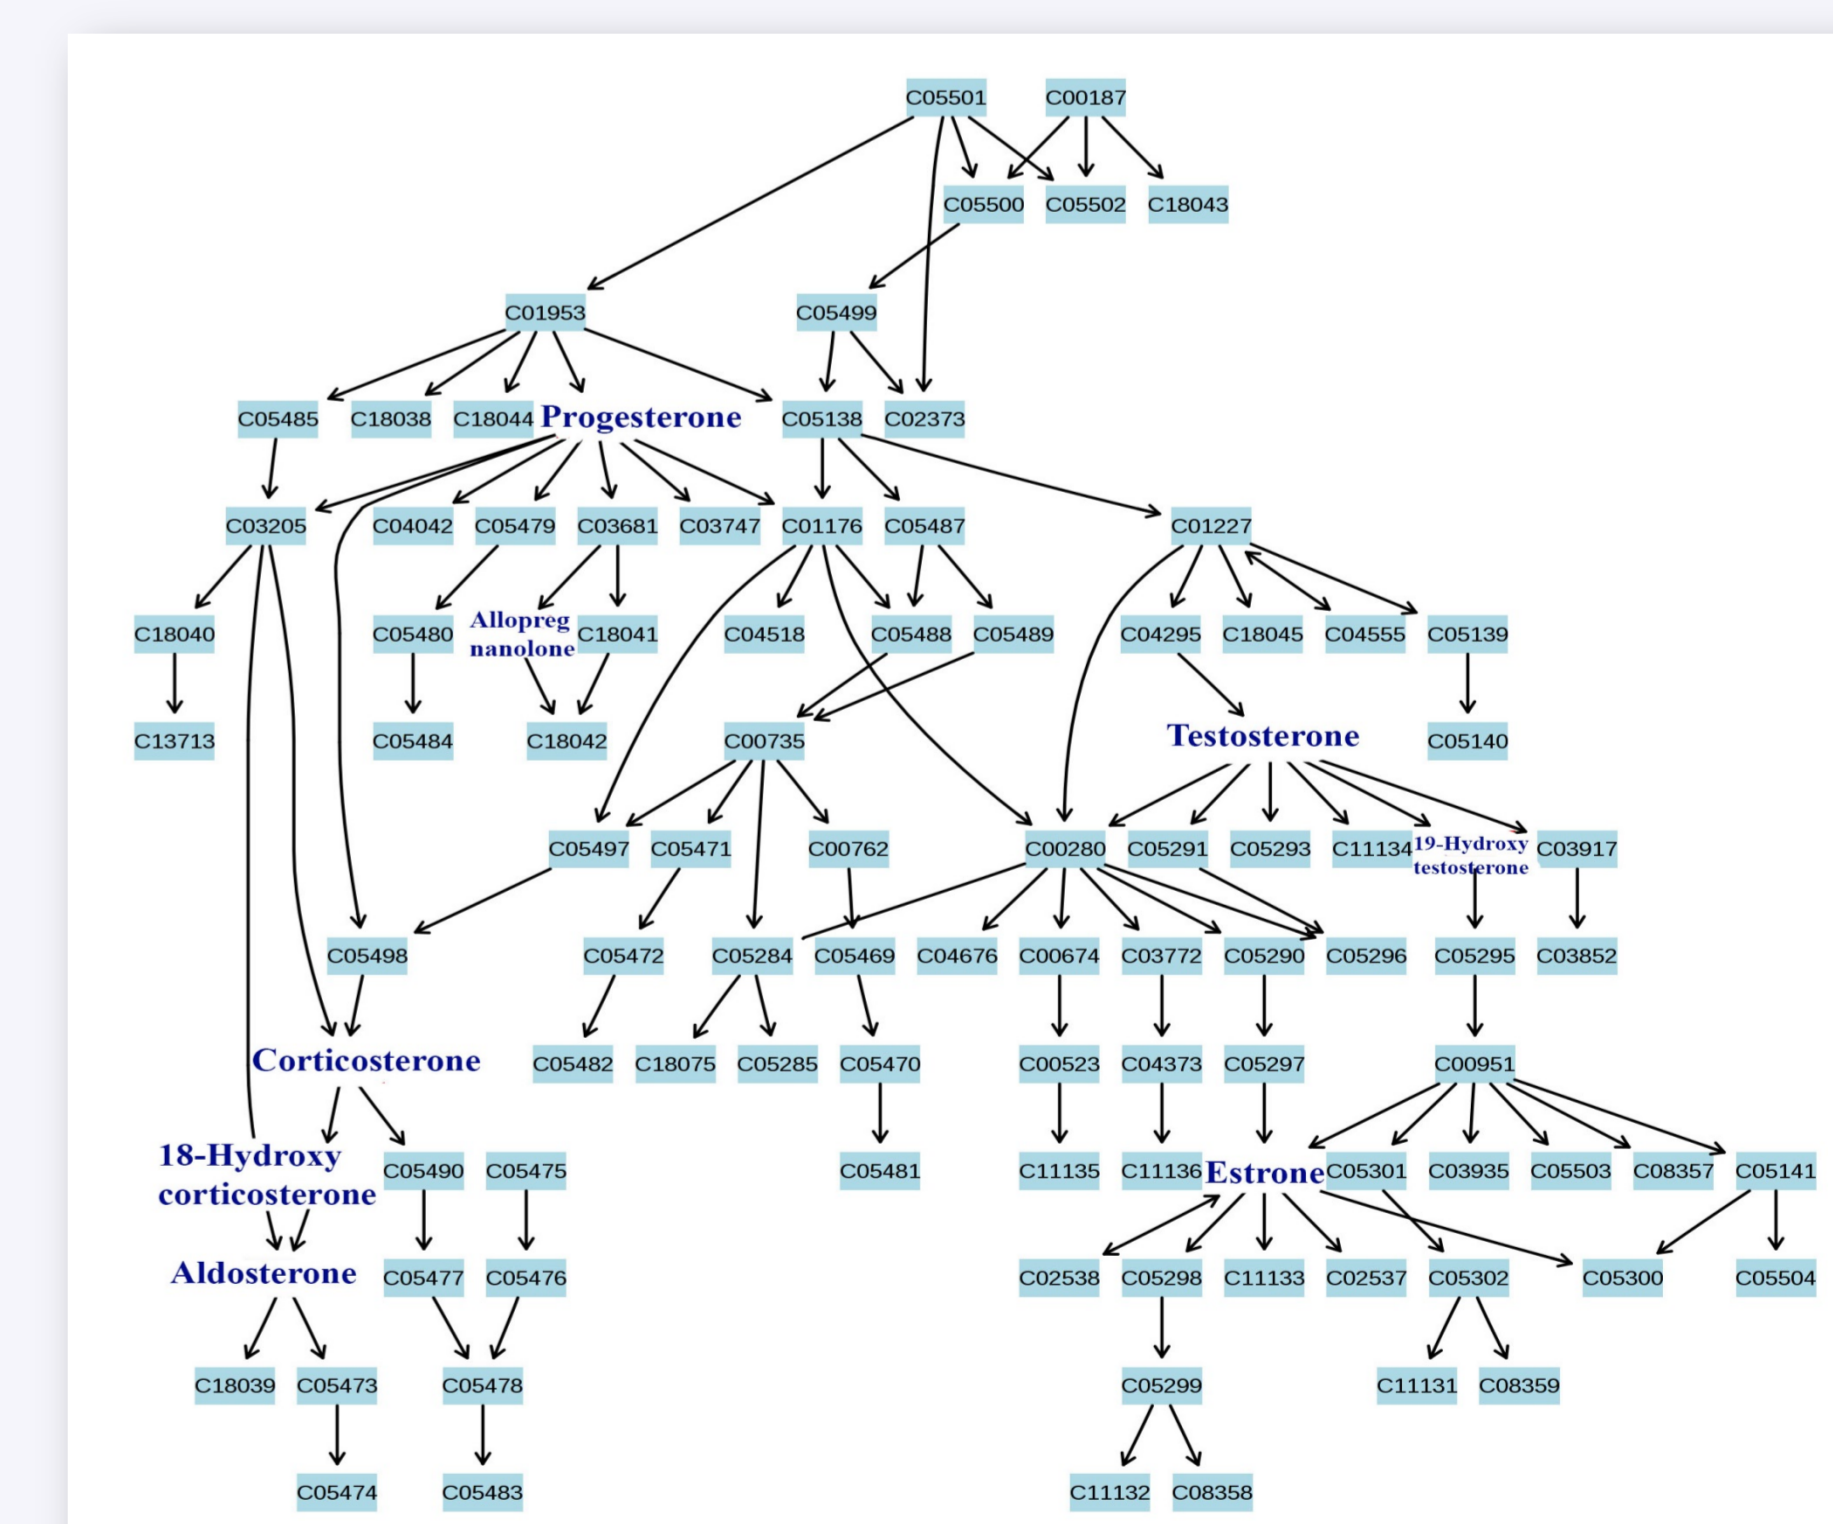 C05501 C00187
C05500 C05502 C18043
C01953 C05499
C05485 C18038 C18044 Progesterone C05138 C02373
C03205 C04042 C05479 C03681 C03747 C01176 C05487 C01227
C18040 C05480 Allopreg
nanolone C18041 C04518 C05488 C05489 C04295 C18045 C04555 C05139
C13713 C05484 C18042 C00735 Testosterone C05140
C05497 C05471 C00762 C00280 C05291 C05293 C11134 19-Hydroxy
testosterone C03917
C05498 C05472 C05284 C05469 C04676 C00674 C03772 C05290 C05296 C05295 C03852
Corticosterone C05482 C18075 C05285 C05470 C00523 C04373 C05297 C00951
18-Hydroxy
corticosterone C05490 C05475 C05481 C11135 C11136 Estrone C05301 C03935 C05503 C08357 C05141
Aldosterone C05477 C05476 C02538 C05298 C11133 C02537 C05302 C05300 C05504
C18039 C05473 C05478 C05299 C11131 C08359
C05474 C05483 C11132 C08358